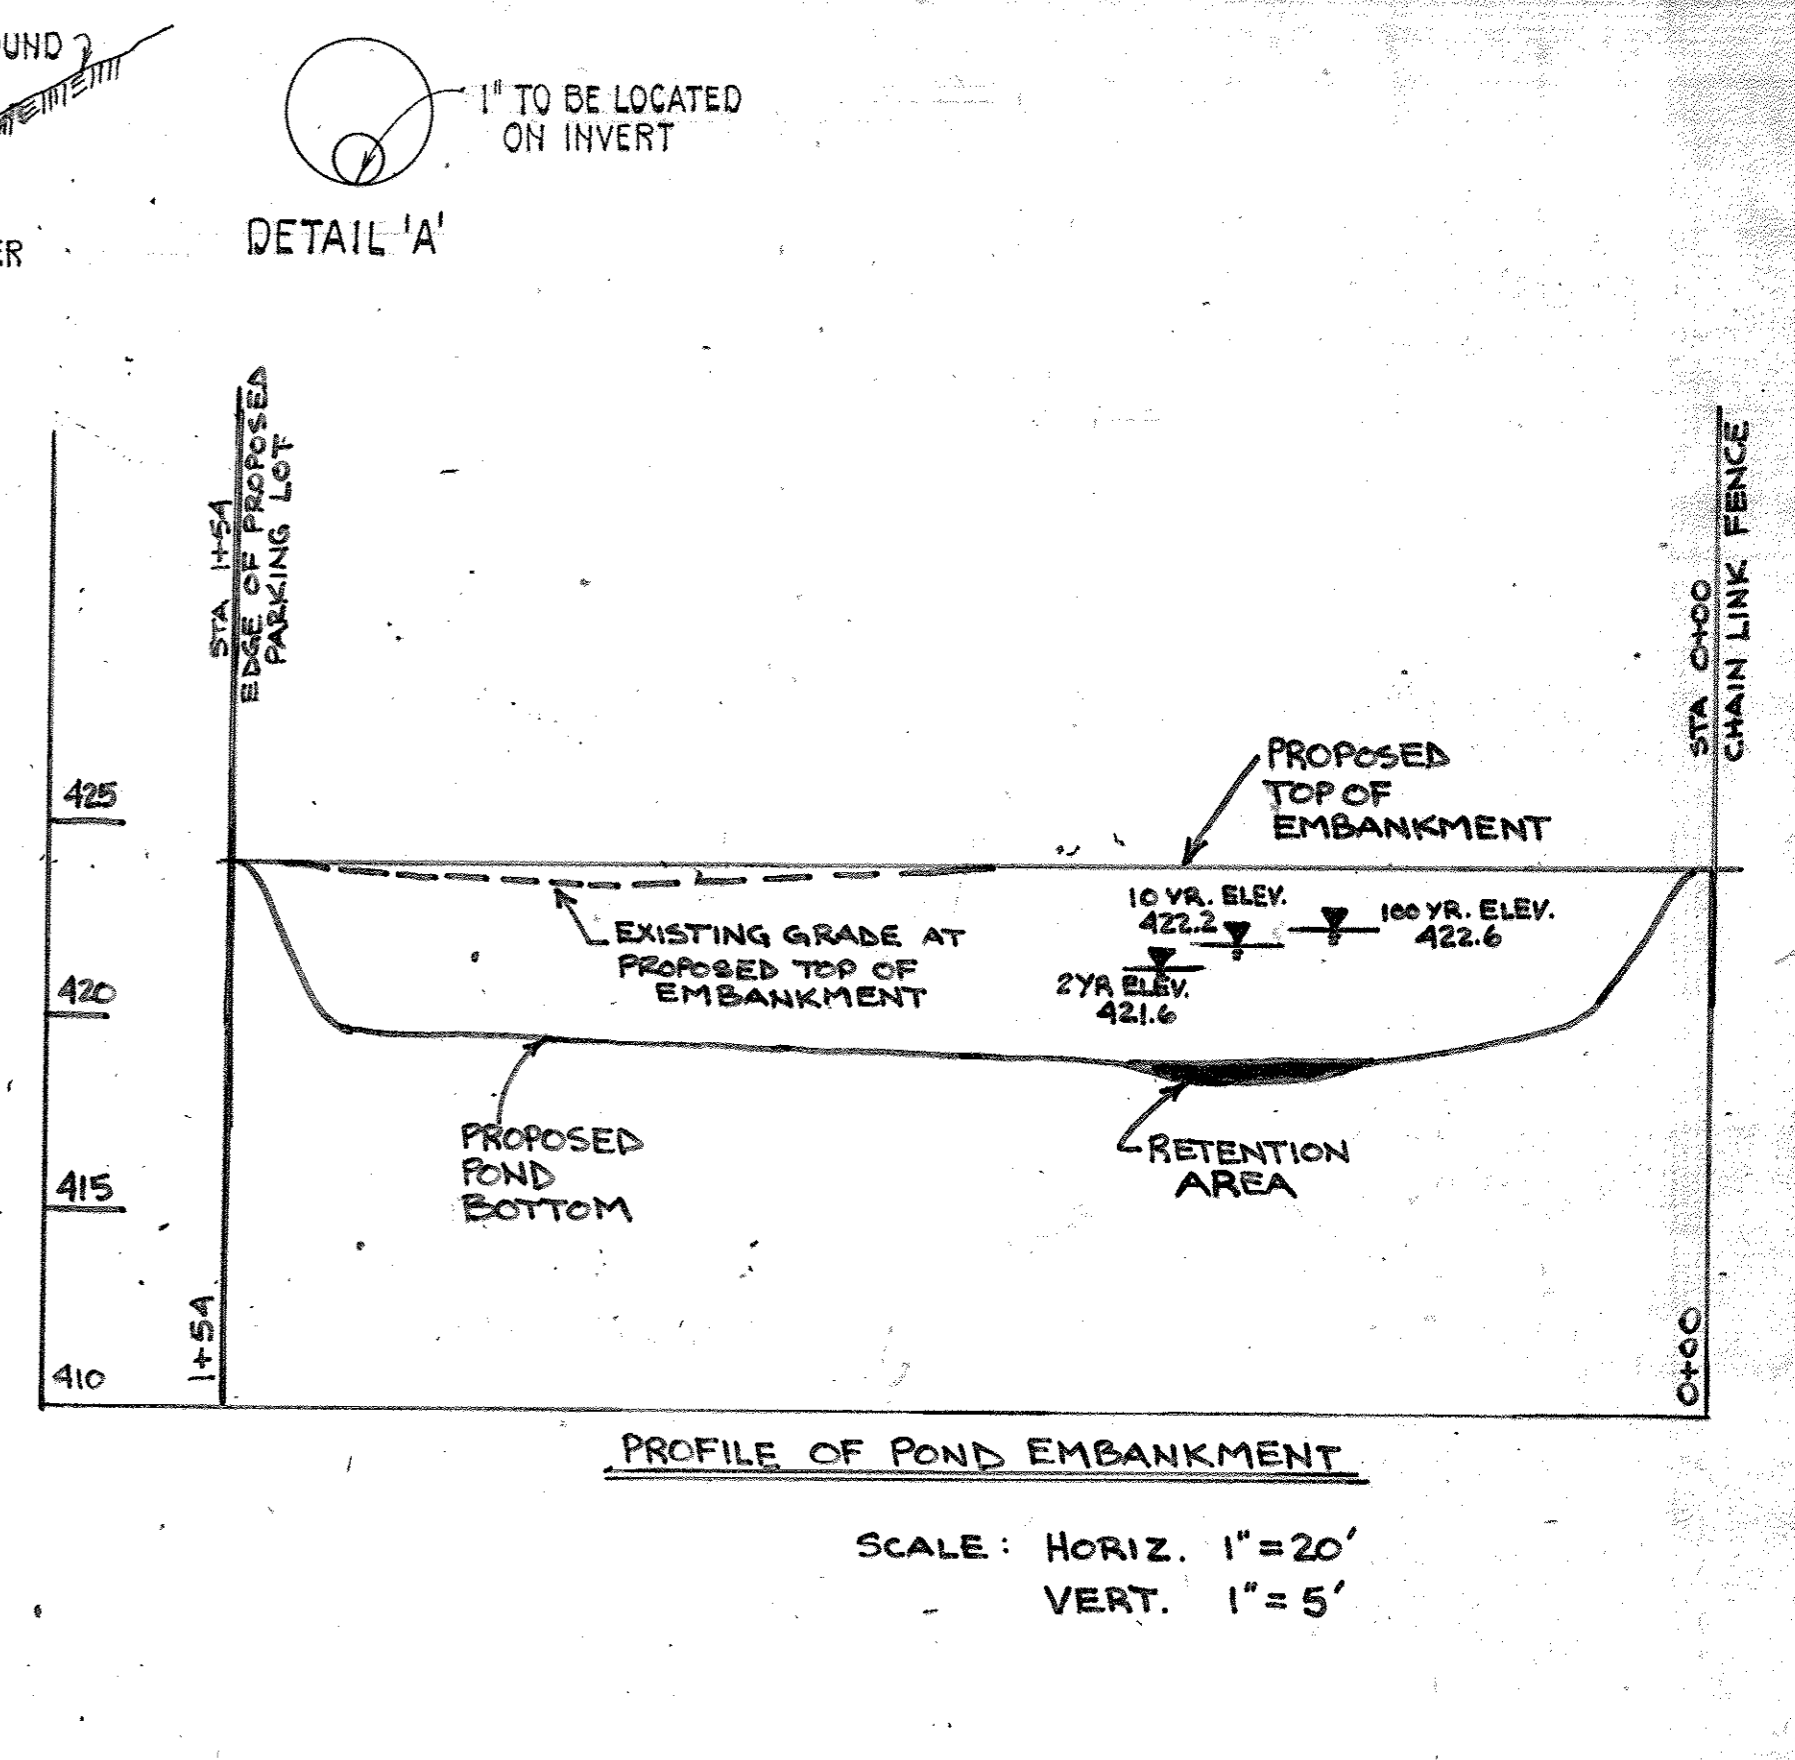 OUND
1" TO BE LOCATED
ON INVERT
DETAIL 'A'
ER
STA 1+54
EDGE OF PROPOSED
PARKING LOT
STA 0+00
CHAIN LINK FENCE
425
420
415
410
PROPOSED
TOP OF
EMBANKMENT
10 YR. ELEV.
422.2
100 YR. ELEV.
422.6
2YR ELEV.
421.6
EXISTING GRADE AT
PROPOSED TOP OF
EMBANKMENT
PROPOSED
POND
BOTTOM
RETENTION
AREA
1+54
0+00
PROFILE OF POND EMBANKMENT
SCALE: HORIZ. 1"=20'
VERT. 1"=5'